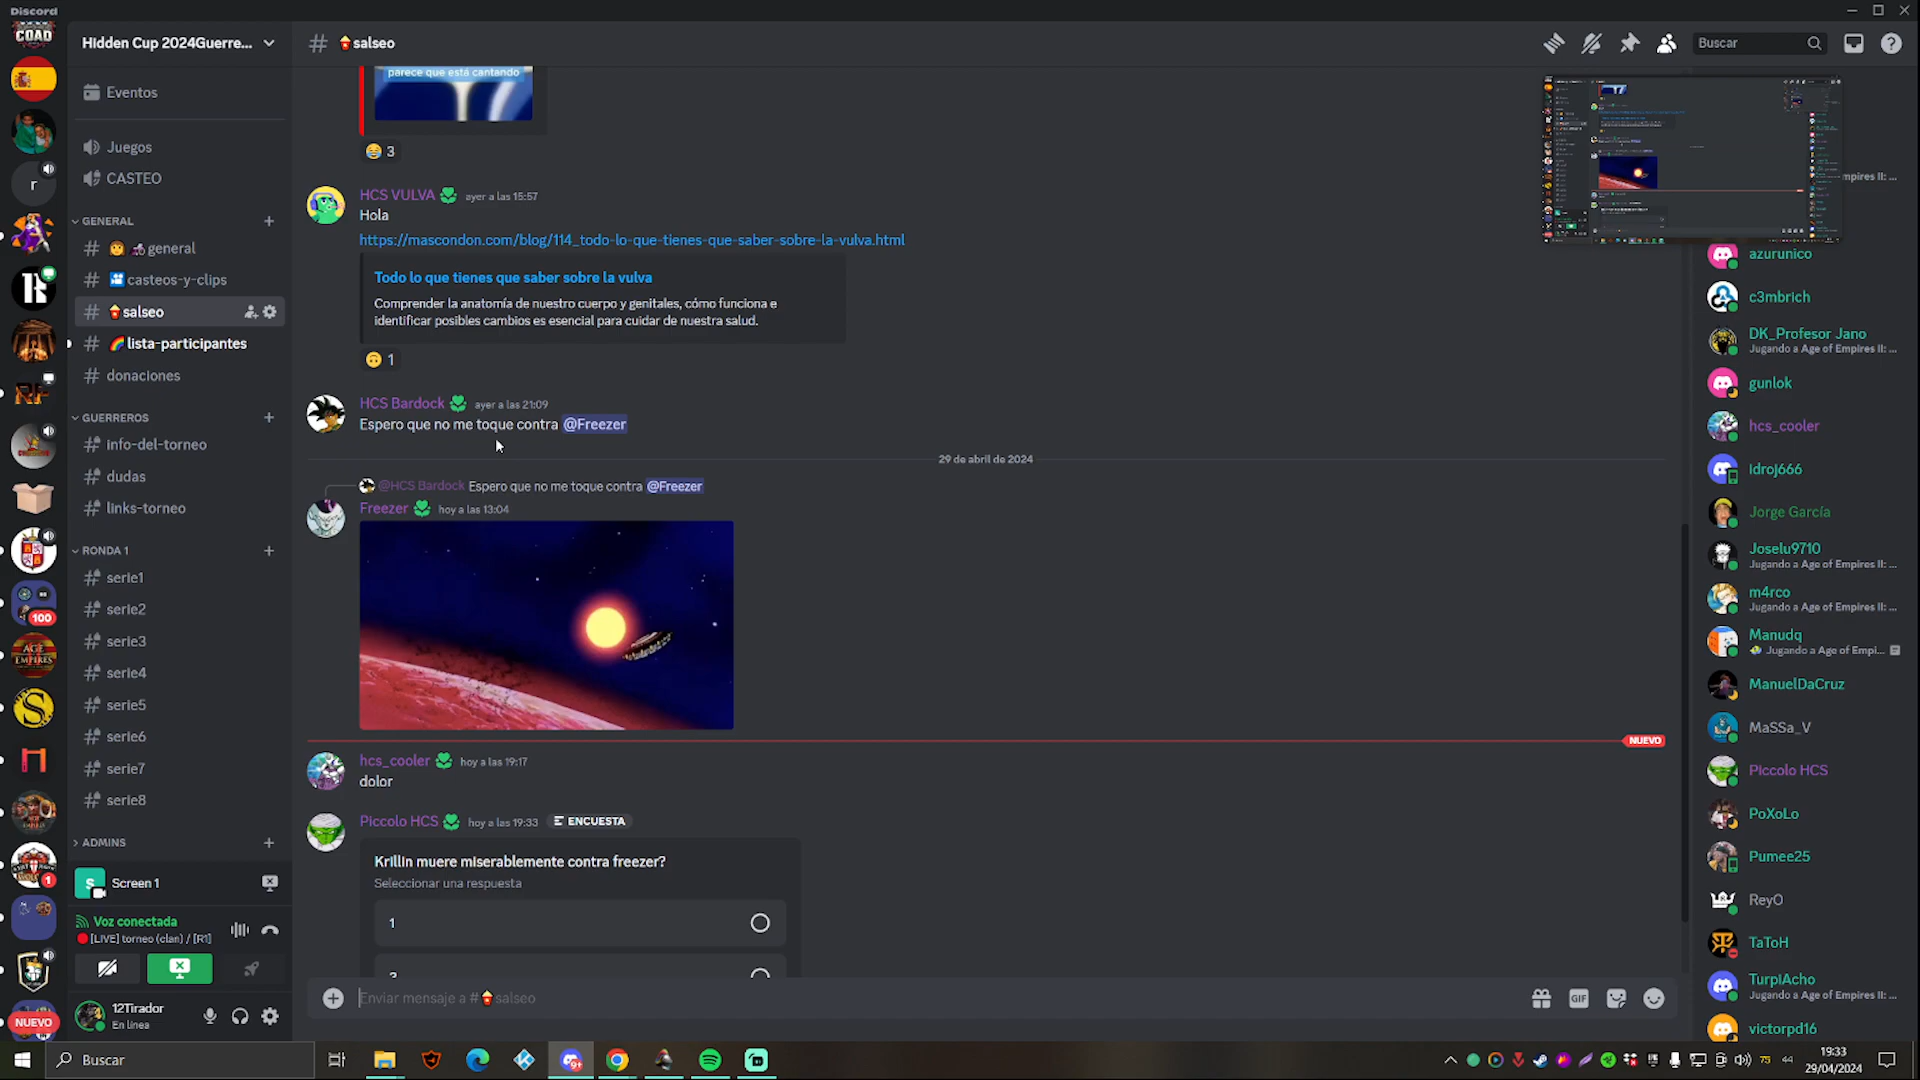 Discord
COAD
r
RF
100
AGE
EMPIRES
S
1
NUEVO
Hidden Cup 2024Guerre...
Eventos
Juegos
CASTEO
GENERAL
general
casteos-y-clips
salseo
lista-participantes
donaciones
GUERREROS
info-del-torneo
dudas
links-torneo
RONDA 1
serie1
serie2
serie3
serie4
serie5
serie6
serie7
serie8
ADMINS
Screen 1
Voz conectada
[LIVE] torneo (clan) / [R1]
12Tirador
En línea
salseo
Buscar
parece que está cantando
3
HCS VULVA ayer a las 15:57
Hola
https://mascondon.com/blog/114_todo-lo-que-tienes-que-saber-sobre-la-vulva.html
Todo lo que tienes que saber sobre la vulva
Comprender la anatomía de nuestro cuerpo y genitales, cómo funciona e
identificar posibles cambios es esencial para cuidar de nuestra salud.
1
HCS Bardock ayer a las 21:09
Espero que no me toque contra @Freezer
29 de abril de 2024
@HCS Bardock Espero que no me toque contra @Freezer
Freezer hoy a las 13:04
NUEVO
hcs_cooler hoy a las 19:17
dolor
Piccolo HCS hoy a las 19:33 ENCUESTA
Krillin muere miserablemente contra freezer?
Seleccionar una respuesta
1
Enviar mensaje a # salseo
GIF
mpires II: ...
azurunico
c3mbrich
DK_Profesor Jano
Jugando a Age of Empires II: ...
gunlok
hcs_cooler
Idroj666
Jorge García
Joselu9710
Jugando a Age of Empires II: ...
m4rco
Jugando a Age of Empires II: ...
Manudq
Jugando a Age of Empi...
ManuelDaCruz
MaSSa_V
Piccolo HCS
PoXoLo
Pumee25
ReyO
TaToH
TurpiAcho
Jugando a Age of Empires II: ...
victorpd16
Buscar
75
44
19:33
29/04/2024